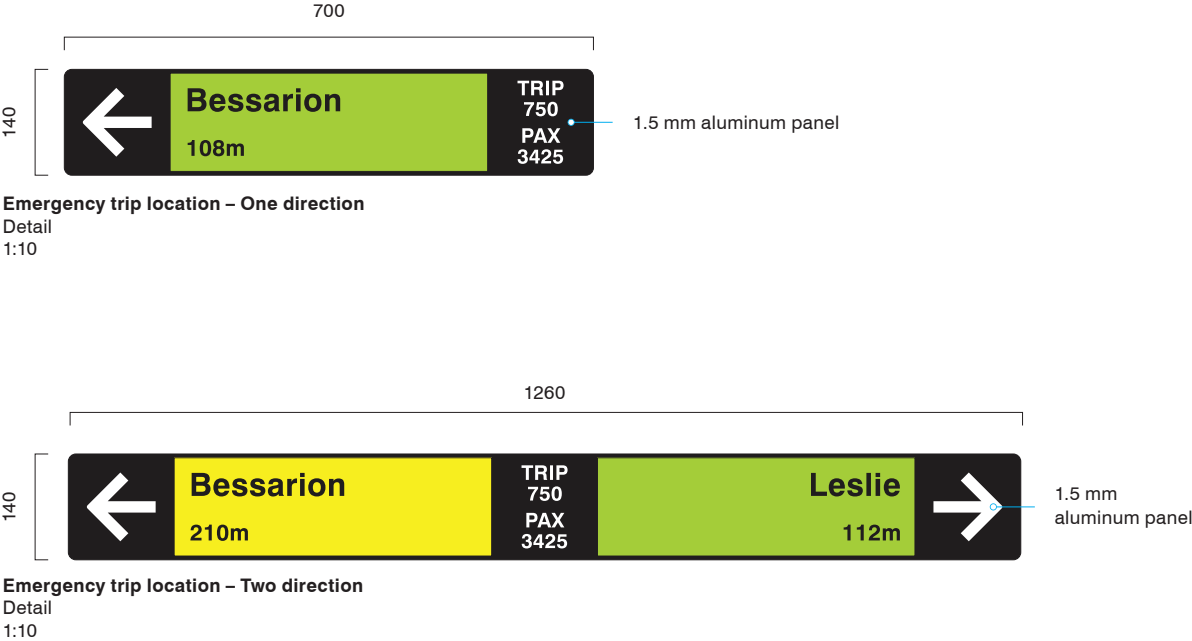 700
140
Bessarion
108m
TRIP
750
PAX
3425
1.5 mm aluminum panel
Emergency trip location – One direction
Detail
1:10
1260
140
Bessarion
210m
TRIP
750
PAX
3425
Leslie
112m
1.5 mm
aluminum panel
Emergency trip location – Two direction
Detail
1:10